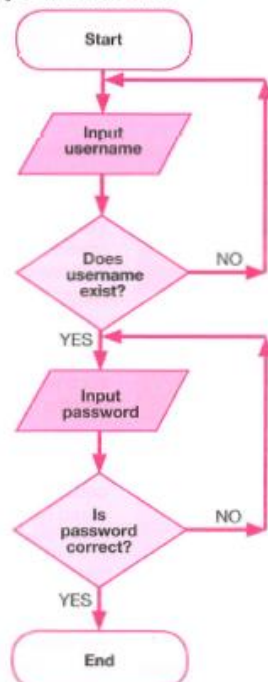 Start
Input
username
Does
username
exist?
NO
YES
Input
password
Is
password
correct?
NO
YES
End